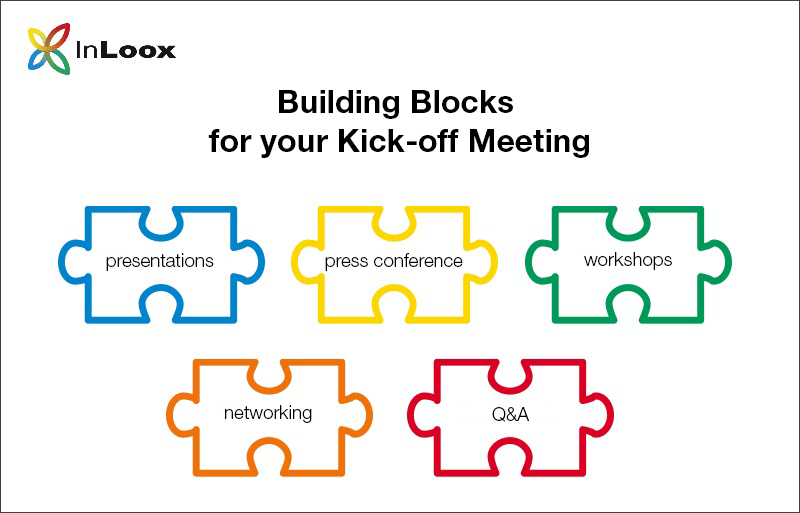 InLoox
Building Blocks
for your Kick-off Meeting
presentations
press conference
workshops
networking
Q&A